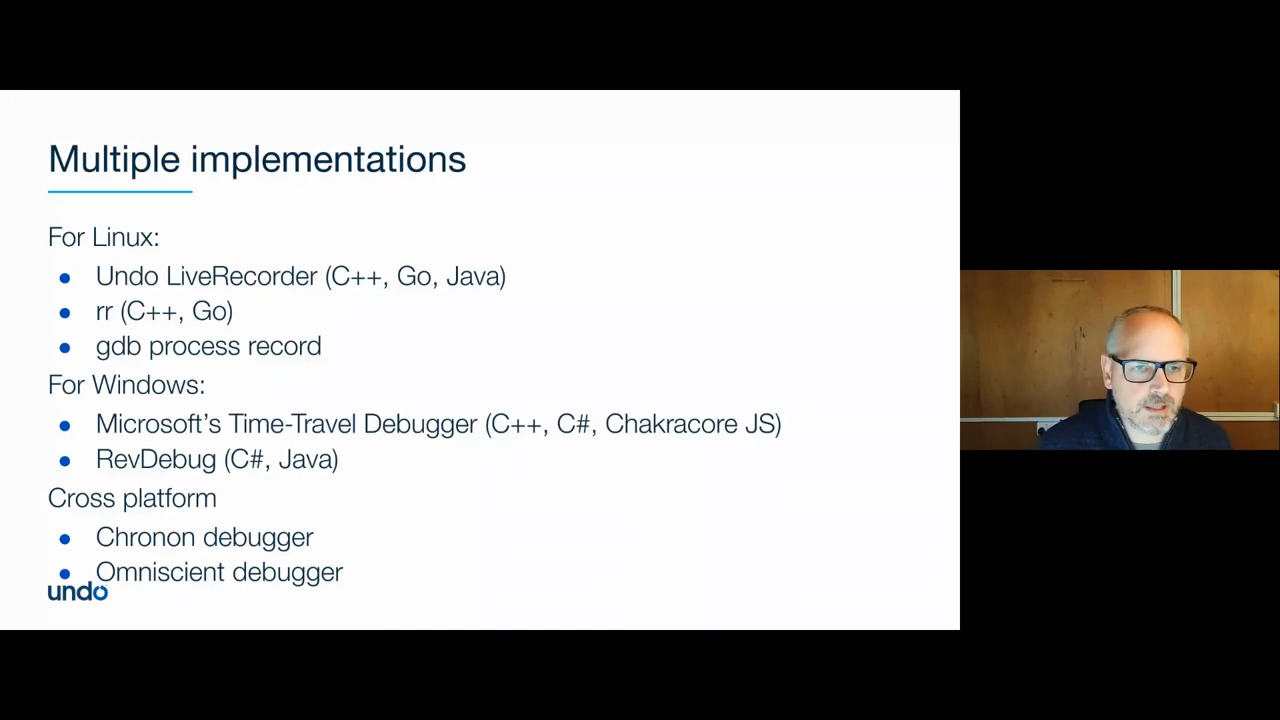 Multiple implementations
For Linux:
● Undo LiveRecorder (C++, Go, Java)
● rr (C++, Go)
● gdb process record
For Windows:
● Microsoft’s Time-Travel Debugger (C++, C#, Chakracore JS)
● RevDebug (C#, Java)
Cross platform
● Chronon debugger
● Omniscient debugger
undo